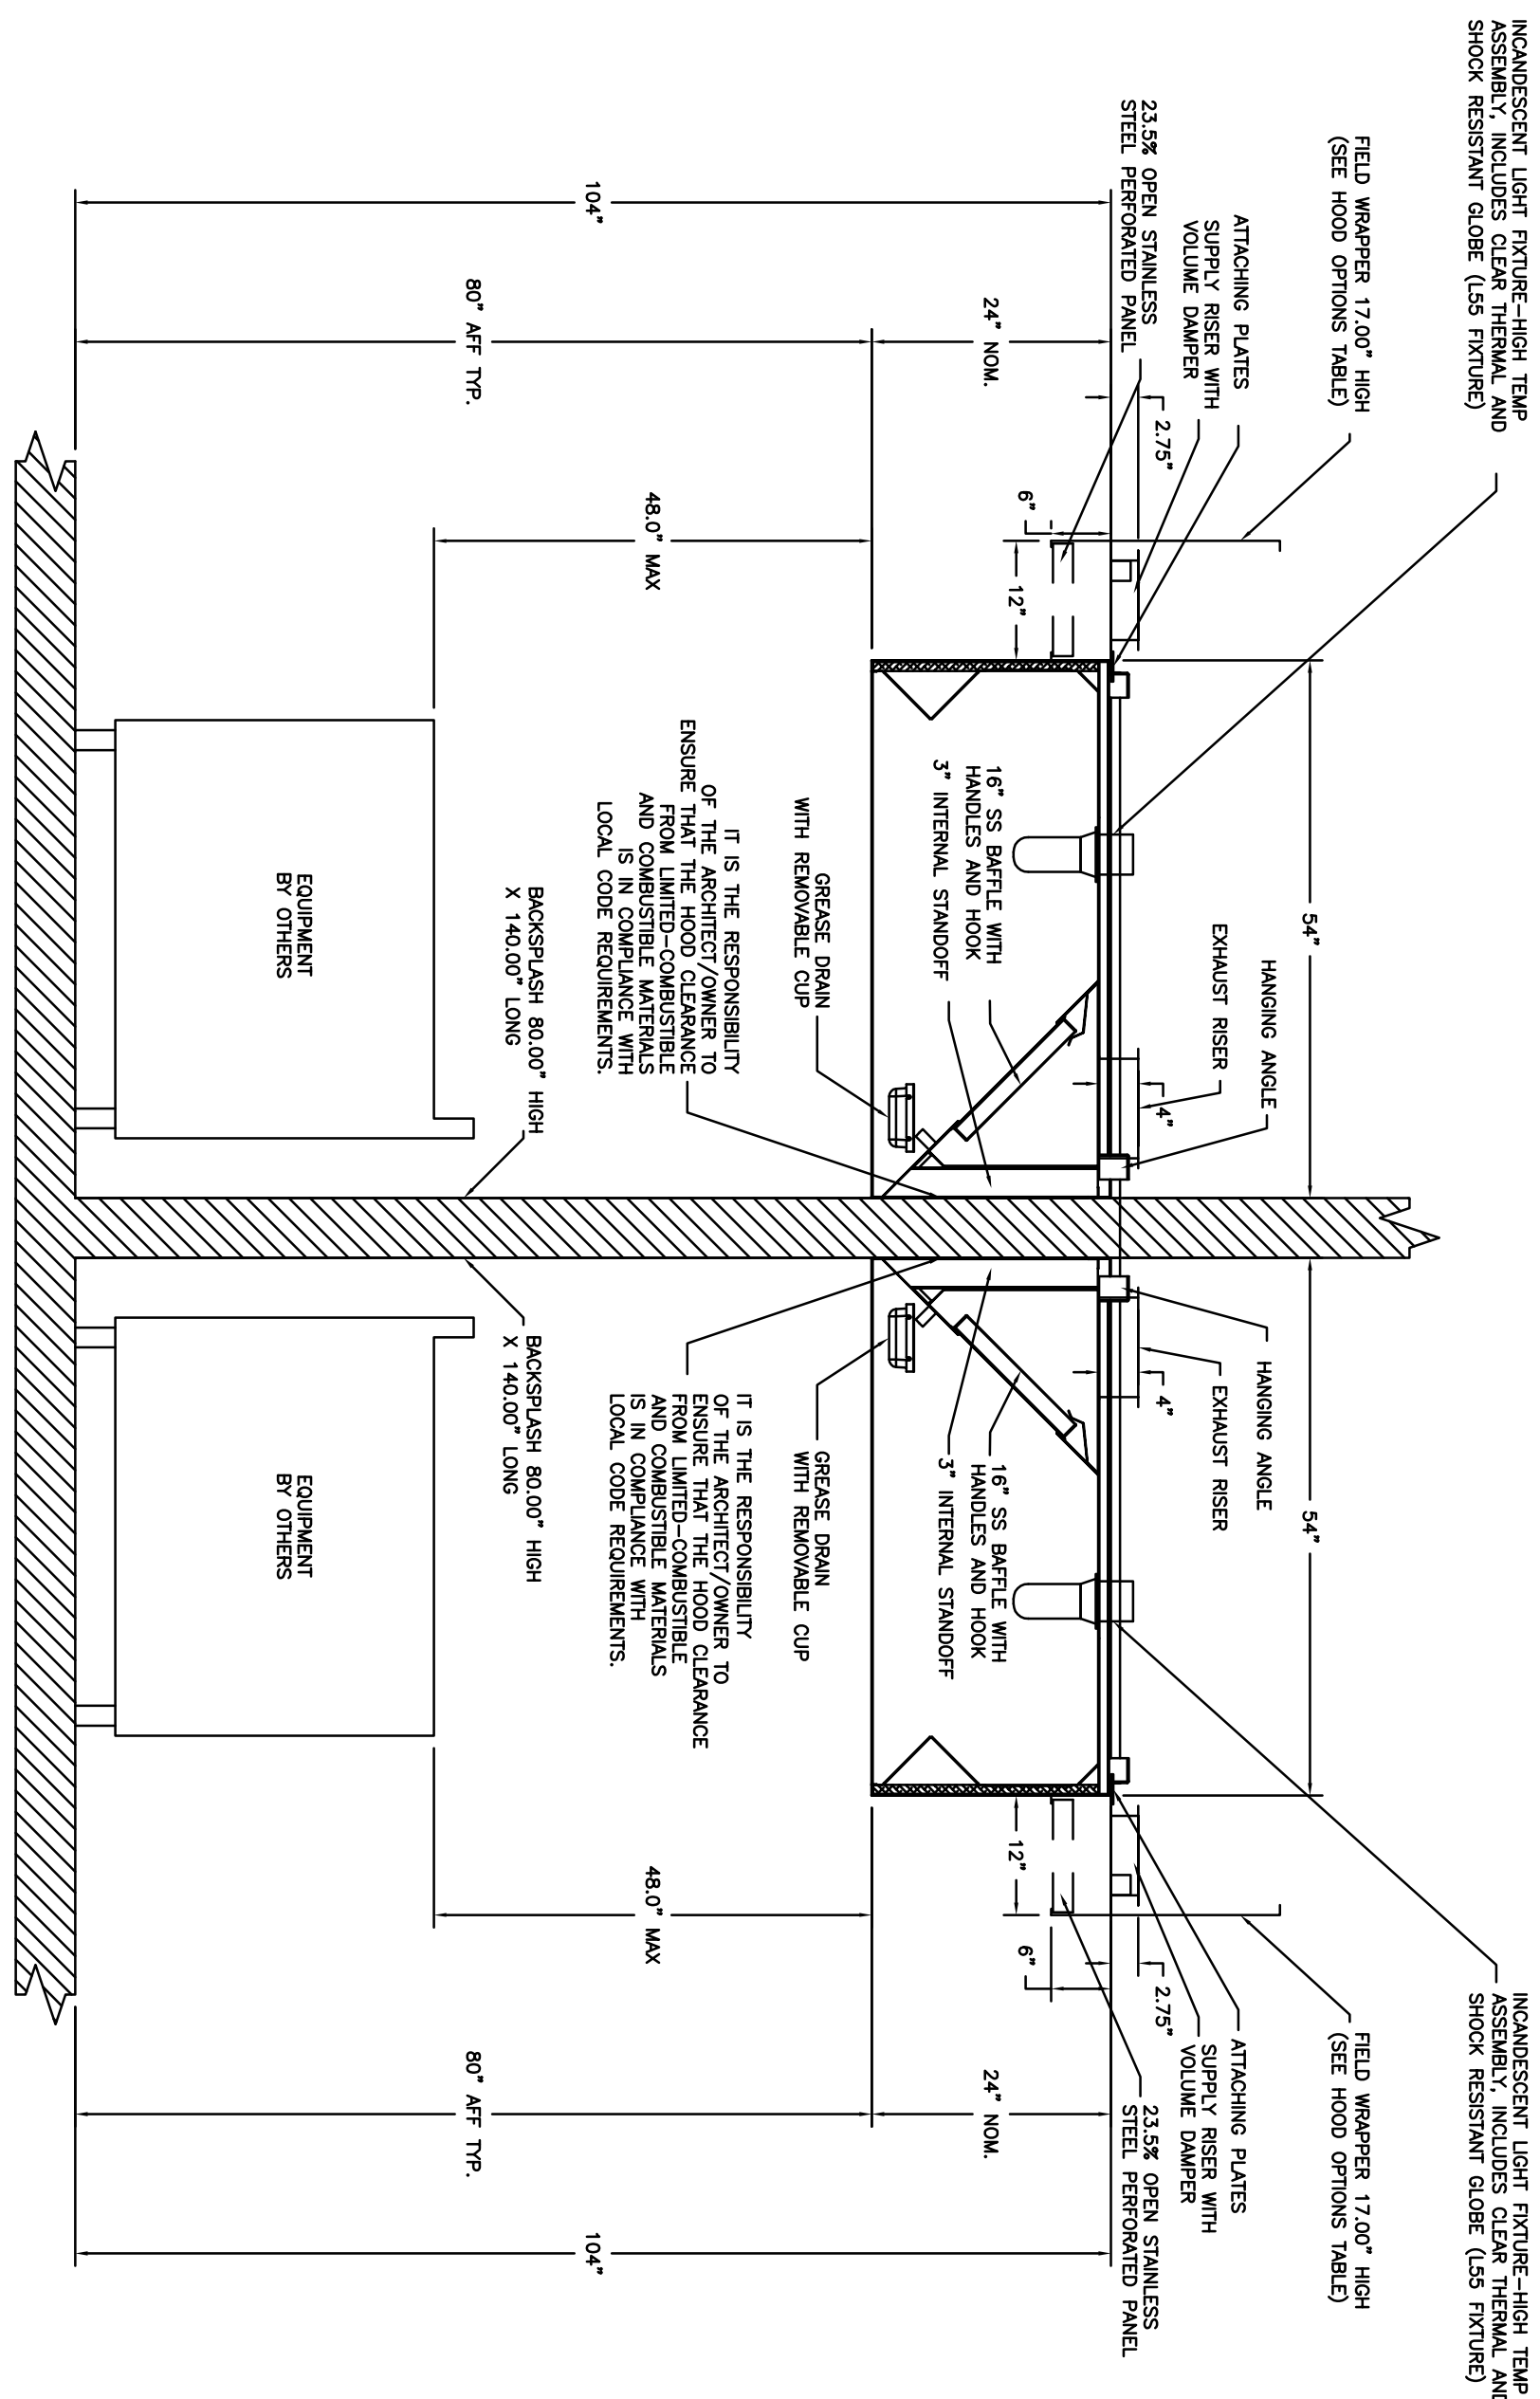 INCANDESCENT LIGHT FIXTURE-HIGH TEMP
ASSEMBLY, INCLUDES CLEAR THERMAL AND
SHOCK RESISTANT GLOBE (L55 FIXTURE)
FIELD WRAPPER 17.00" HIGH
(SEE HOOD OPTIONS TABLE)
ATTACHING PLATES
SUPPLY RISER WITH
VOLUME DAMPER
23.5% OPEN STAINLESS
STEEL PERFORATED PANEL
104"
80" AFF TYP.
24" NOM.
2.75"
6"
12"
48.0" MAX
54"
HANGING ANGLE
EXHAUST RISER
4"
16" SS BAFFLE WITH
HANDLES AND HOOK
3" INTERNAL STANDOFF
GREASE DRAIN
WITH REMOVABLE CUP
IT IS THE RESPONSIBILITY
OF THE ARCHITECT/OWNER TO
ENSURE THAT THE HOOD CLEARANCE
FROM LIMITED-COMBUSTIBLE
AND COMBUSTIBLE MATERIALS
IS IN COMPLIANCE WITH
LOCAL CODE REQUIREMENTS.
BACKSPLASH 80.00" HIGH
X 140.00" LONG
EQUIPMENT
BY OTHERS
54"
HANGING ANGLE
EXHAUST RISER
4"
16" SS BAFFLE WITH
HANDLES AND HOOK
3" INTERNAL STANDOFF
GREASE DRAIN
WITH REMOVABLE CUP
IT IS THE RESPONSIBILITY
OF THE ARCHITECT/OWNER TO
ENSURE THAT THE HOOD CLEARANCE
FROM LIMITED-COMBUSTIBLE
AND COMBUSTIBLE MATERIALS
IS IN COMPLIANCE WITH
LOCAL CODE REQUIREMENTS.
BACKSPLASH 80.00" HIGH
X 140.00" LONG
EQUIPMENT
BY OTHERS
12"
6"
2.75"
48.0" MAX
INCANDESCENT LIGHT FIXTURE-HIGH TEMP
ASSEMBLY, INCLUDES CLEAR THERMAL AND
SHOCK RESISTANT GLOBE (L55 FIXTURE)
FIELD WRAPPER 17.00" HIGH
(SEE HOOD OPTIONS TABLE)
ATTACHING PLATES
SUPPLY RISER WITH
VOLUME DAMPER
23.5% OPEN STAINLESS
STEEL PERFORATED PANEL
24" NOM.
80" AFF TYP.
104"